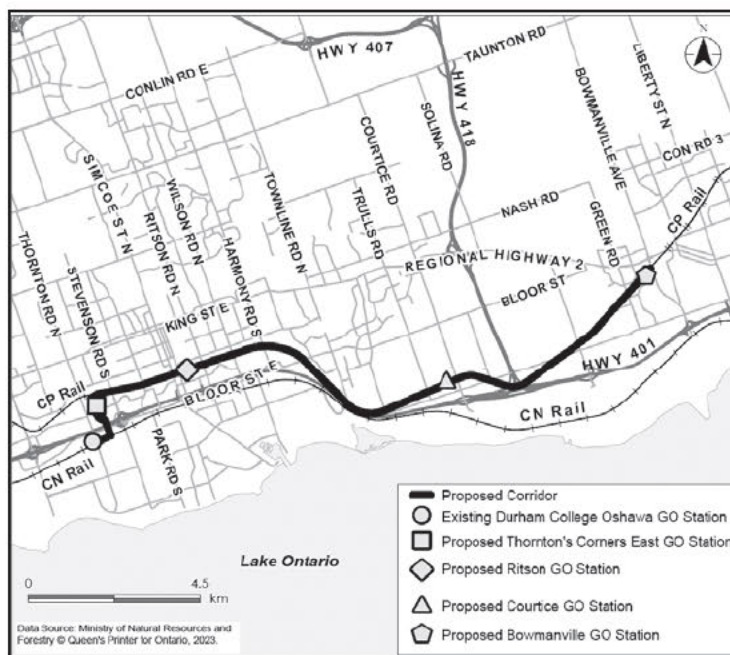 N
HWY 407
TAUNTON RD
CONLIN RD E
HWY 418
BOWMANVILLE AVE
LIBERTY ST N
SOLINA RD
COURTICE RD
CON RD 3
SIMCOE ST N
WILSON RD N
RITSON RD N
TOWNLINE RD N
TRULLS RD
NASH RD
GREEN RD
CP Rail
THORNTON RD N
STEVENSON RD S
HARMONY RD S
REGIONAL HIGHWAY 2
BLOOR ST
KING ST E
HWY 401
CP Rail
BLOOR ST E
CN Rail
CN Rail
PARK RD S
Lake Ontario
0 4.5
km
Data Source: Ministry of Natural Resources and
Forestry © Queen's Printer for Ontario, 2023.
Proposed Corridor
Existing Durham College Oshawa GO Station
Proposed Thornton's Corners East GO Station
Proposed Ritson GO Station
Proposed Courtice GO Station
Proposed Bowmanville GO Station